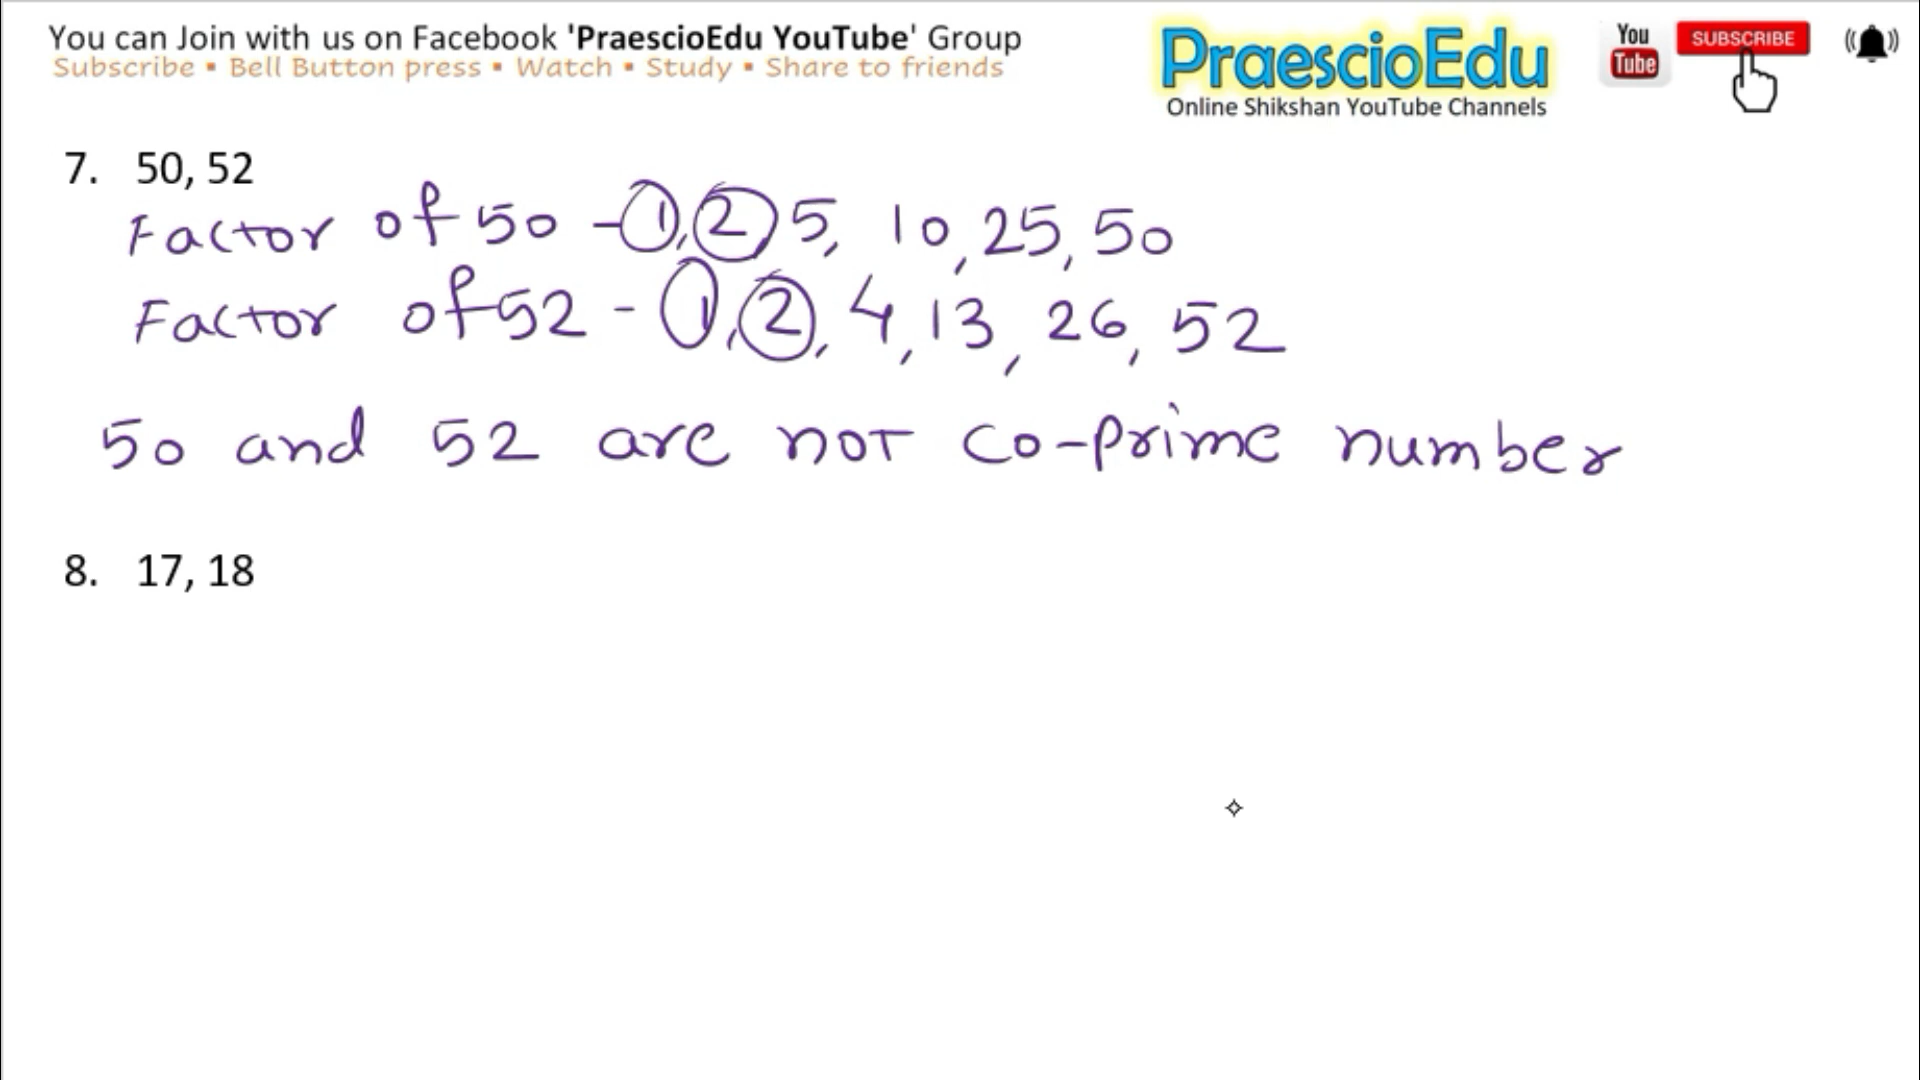 You can Join with us on Facebook 'PraescioEdu YouTube' Group
Subscribe ▪ Bell Button press ▪ Watch ▪ Study ▪ Share to friends
PraescioEdu
Online Shikshan YouTube Channels
You
Tube
SUBSCRIBE
7. 50, 52
Factor of 50 - 1, 2, 5, 10, 25, 50
Factor of 52 - 1, 2, 4, 13, 26, 52
50 and 52 are not co-prime number
8. 17, 18